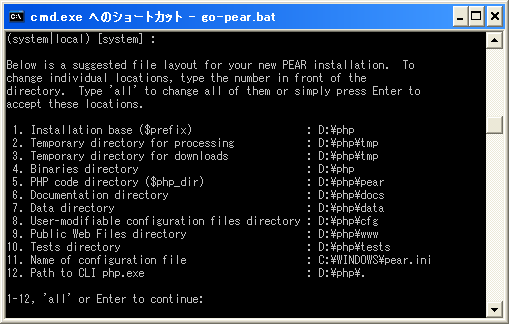 cmd.exe へのショートカット - go-pear.bat
(system|local) [system] :
Below is a suggested file layout for your new PEAR installation.  To
change individual locations, type the number in front of the
directory.  Type 'all' to change all of them or simply press Enter to
accept these locations.
 1. Installation base ($prefix)                   : D:¥php
 2. Temporary directory for processing            : D:¥php¥tmp
 3. Temporary directory for downloads             : D:¥php¥tmp
 4. Binaries directory                            : D:¥php
 5. PHP code directory ($php_dir)                 : D:¥php¥pear
 6. Documentation directory                       : D:¥php¥docs
 7. Data directory                                : D:¥php¥data
 8. User-modifiable configuration files directory : D:¥php¥cfg
 9. Public Web Files directory                    : D:¥php¥www
10. Tests directory                               : D:¥php¥tests
11. Name of configuration file                    : C:¥WINDOWS¥pear.ini
12. Path to CLI php.exe                           : D:¥php¥.
1-12, 'all' or Enter to continue: